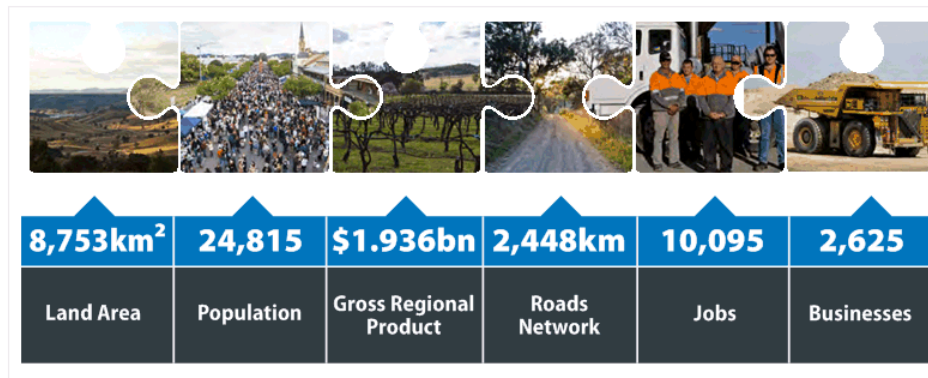 8,753km²
24,815
$1.936bn
2,448km
10,095
2,625
Land Area
Population
Gross Regional
Product
Roads
Network
Jobs
Businesses